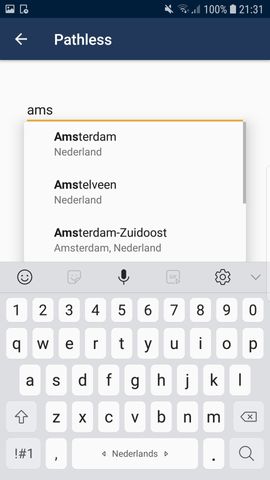 100% 21:31
Pathless
ams
Amsterdam
Nederland
Amstelveen
Nederland
Amsterdam-Zuidoost
Amsterdam, Nederland
1 2 3 4 5 6 7 8 9 0
q w e r t y u i o p
a s d f g h j k l
z x c v b n m
!#1 , Nederlands .